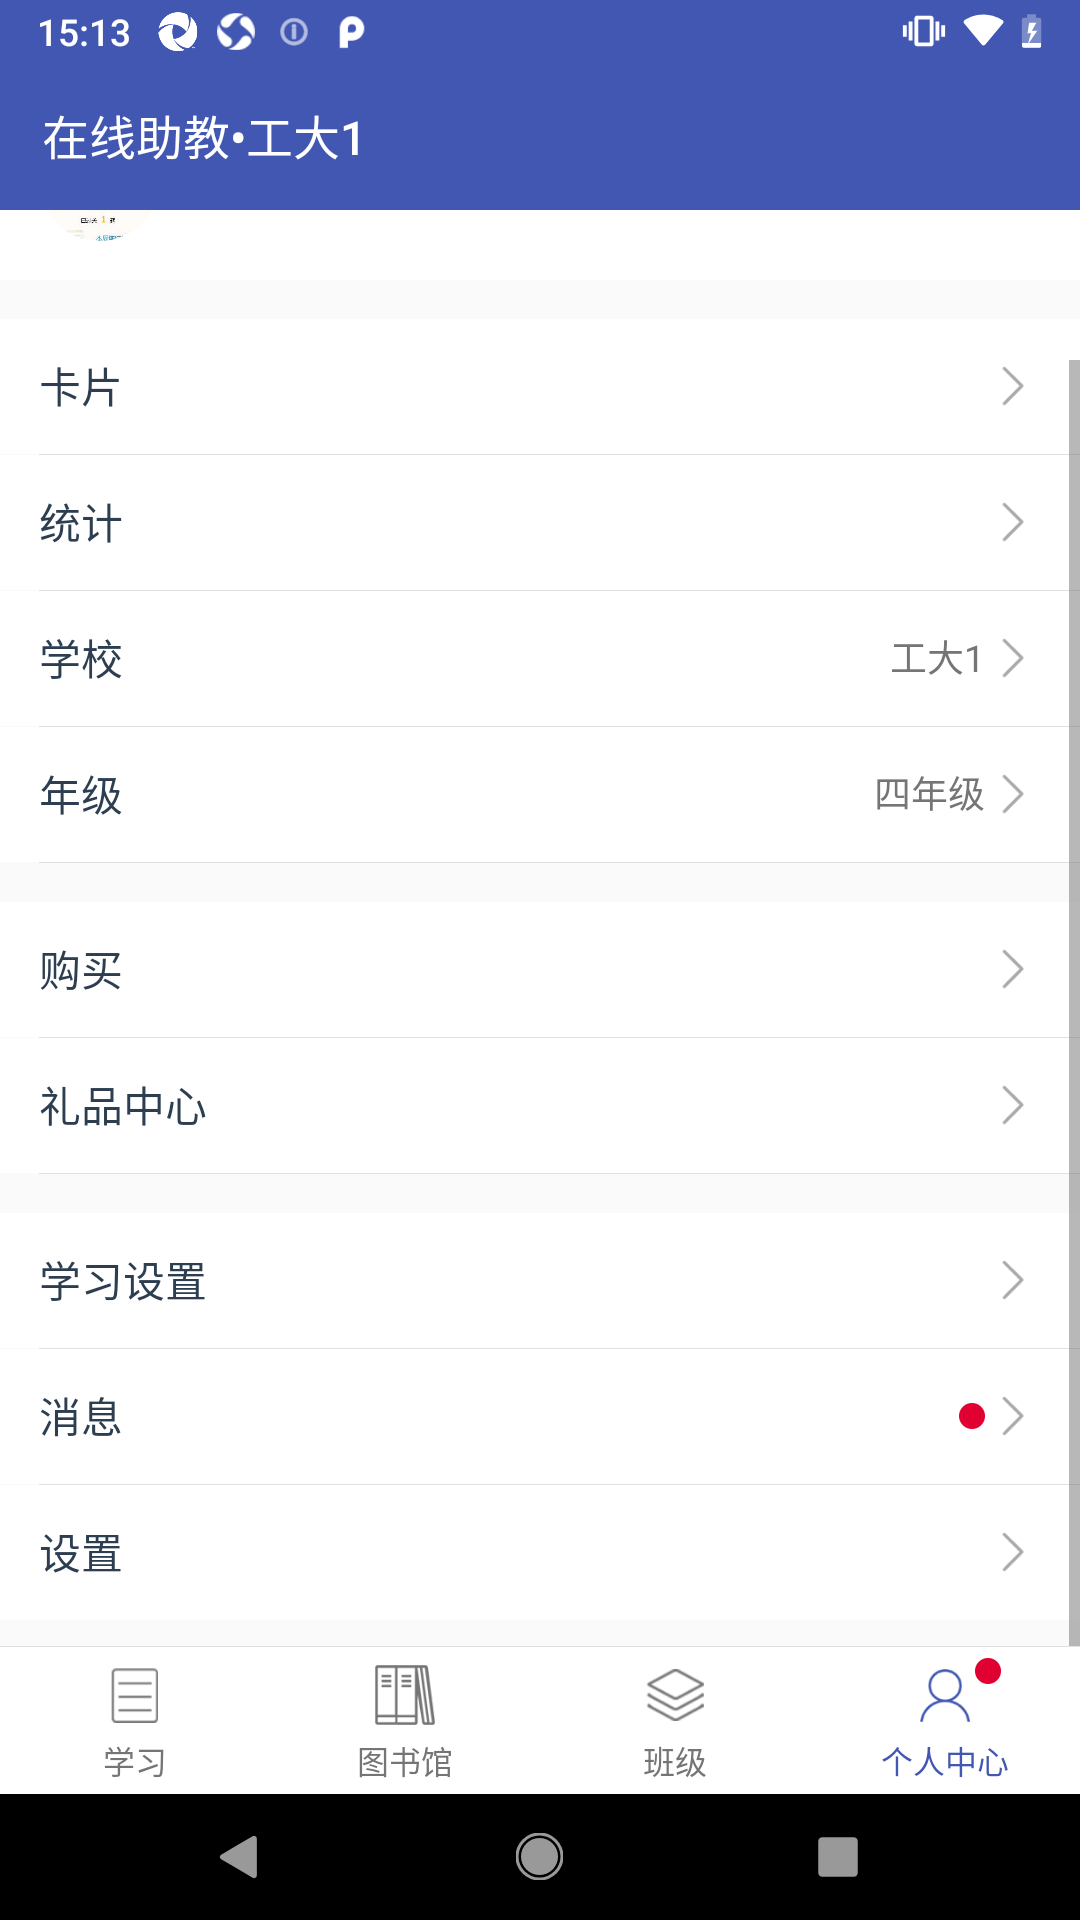 15:13
在线助教•工大1
卡片
统计
学校 工大1
年级 四年级
购买
礼品中心
学习设置
消息
设置
学习 图书馆 班级 个人中心